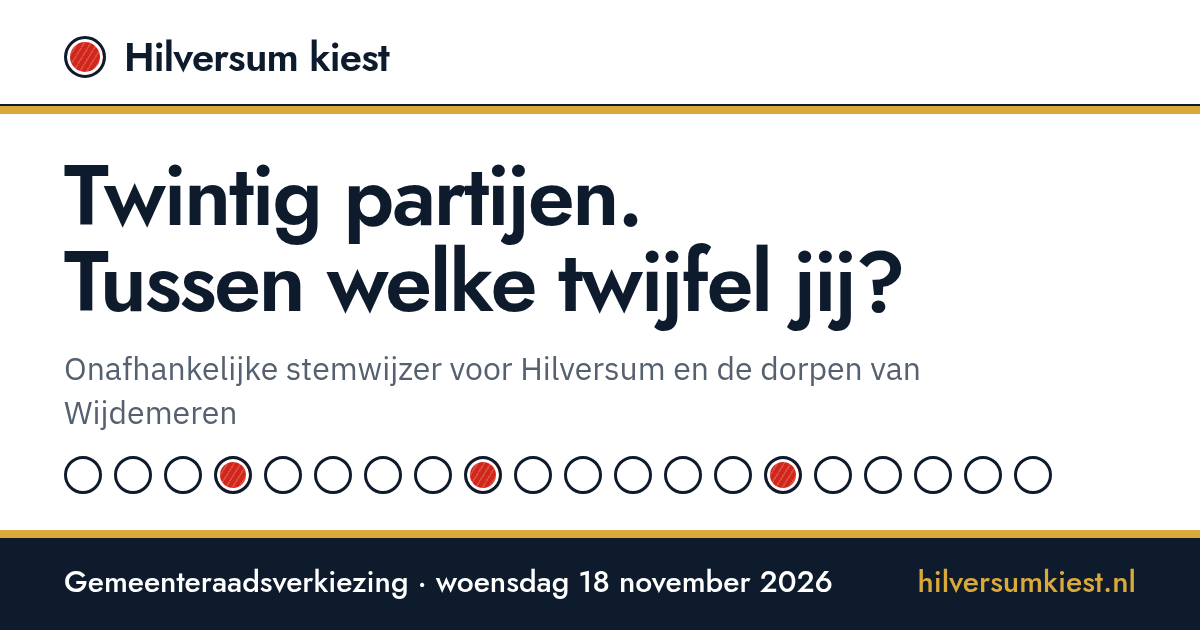 Hilversum kiest
Twintig partijen.
Tussen welke twijfel jij?
Onafhankelijke stemwijzer voor Hilversum en de dorpen van
Wijdemeren
Gemeenteraadsverkiezing · woensdag 18 november 2026
hilversumkiest.nl